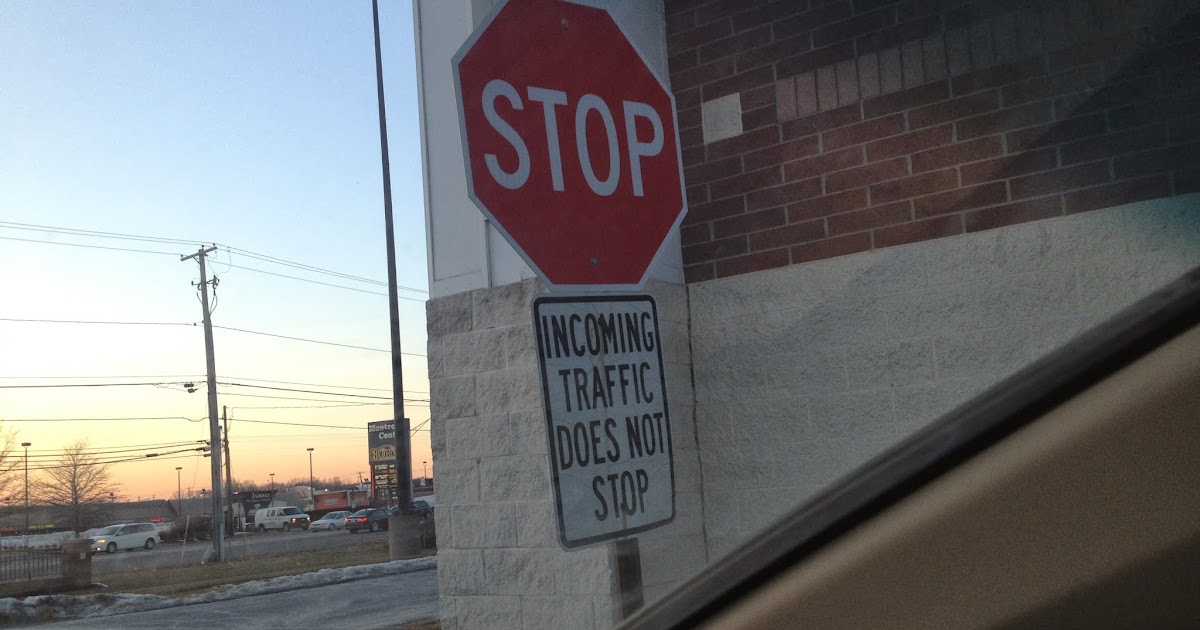 STOP
INCOMING
TRAFFIC
DOES NOT
STOP